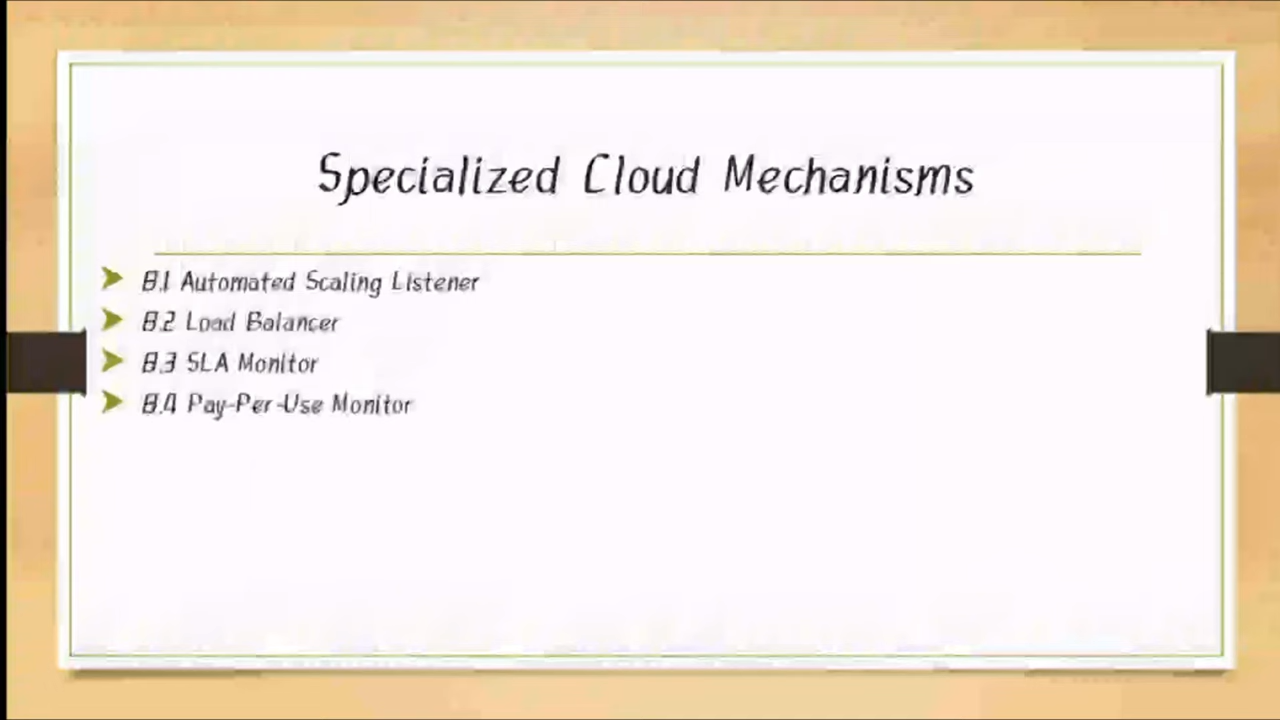 Specialized Cloud Mechanisms
8.1 Automated Scaling Listener
8.2 Load Balancer
8.3 SLA Monitor
8.4 Pay-Per-Use Monitor